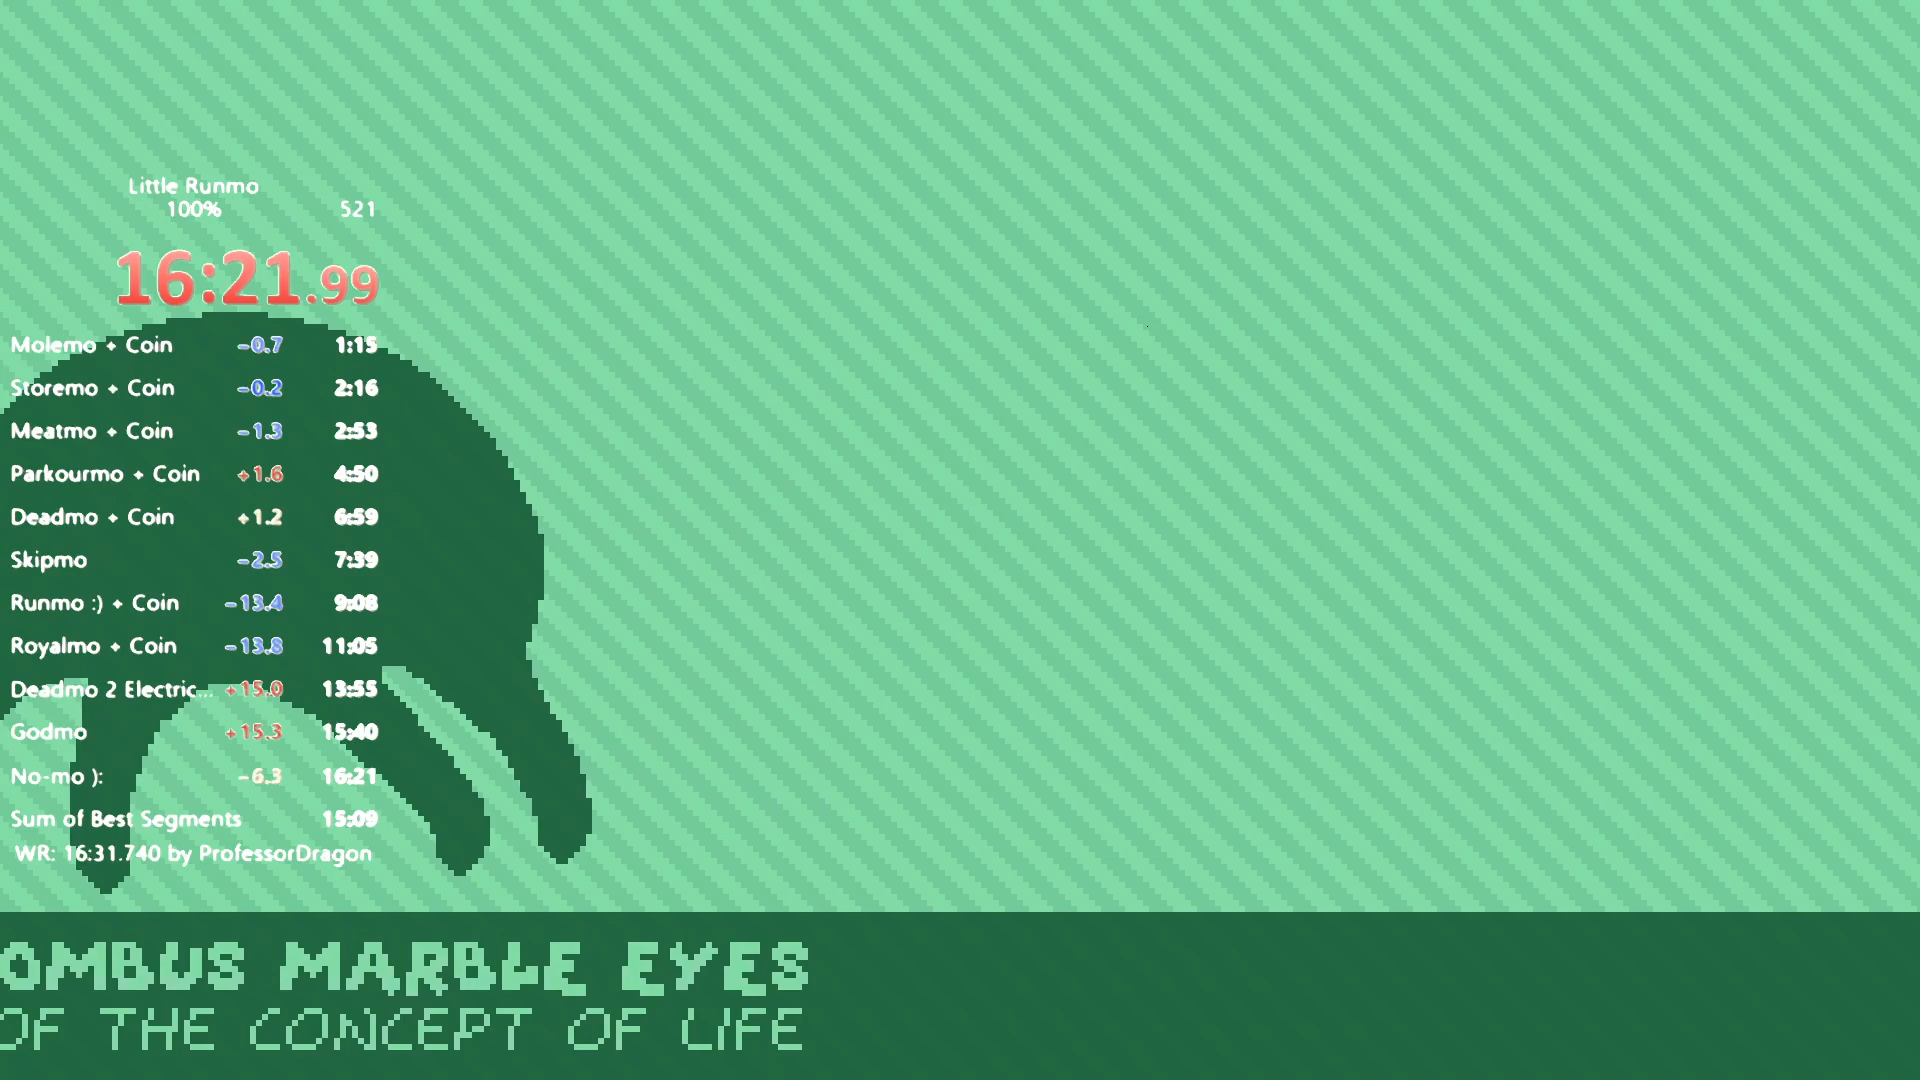 Little Runmo
100% 521
16:21.99
Molemo + Coin -0.7 1:15
Storemo + Coin -0.2 2:16
Meatmo + Coin -1.3 2:53
Parkourmo + Coin +1.6 4:50
Deadmo + Coin +1.2 6:59
Skipmo -2.5 7:39
Runmo :) + Coin -13.4 9:08
Royalmo + Coin -13.8 11:05
Deadmo 2 Electric... +15.0 13:55
Godmo +15.3 15:40
No-mo ): -6.3 16:21
Sum of Best Segments 15:09
WR: 16:31.740 by ProfessorDragon
OMBUS MARBLE EYES
OF THE CONCEPT OF LIFE